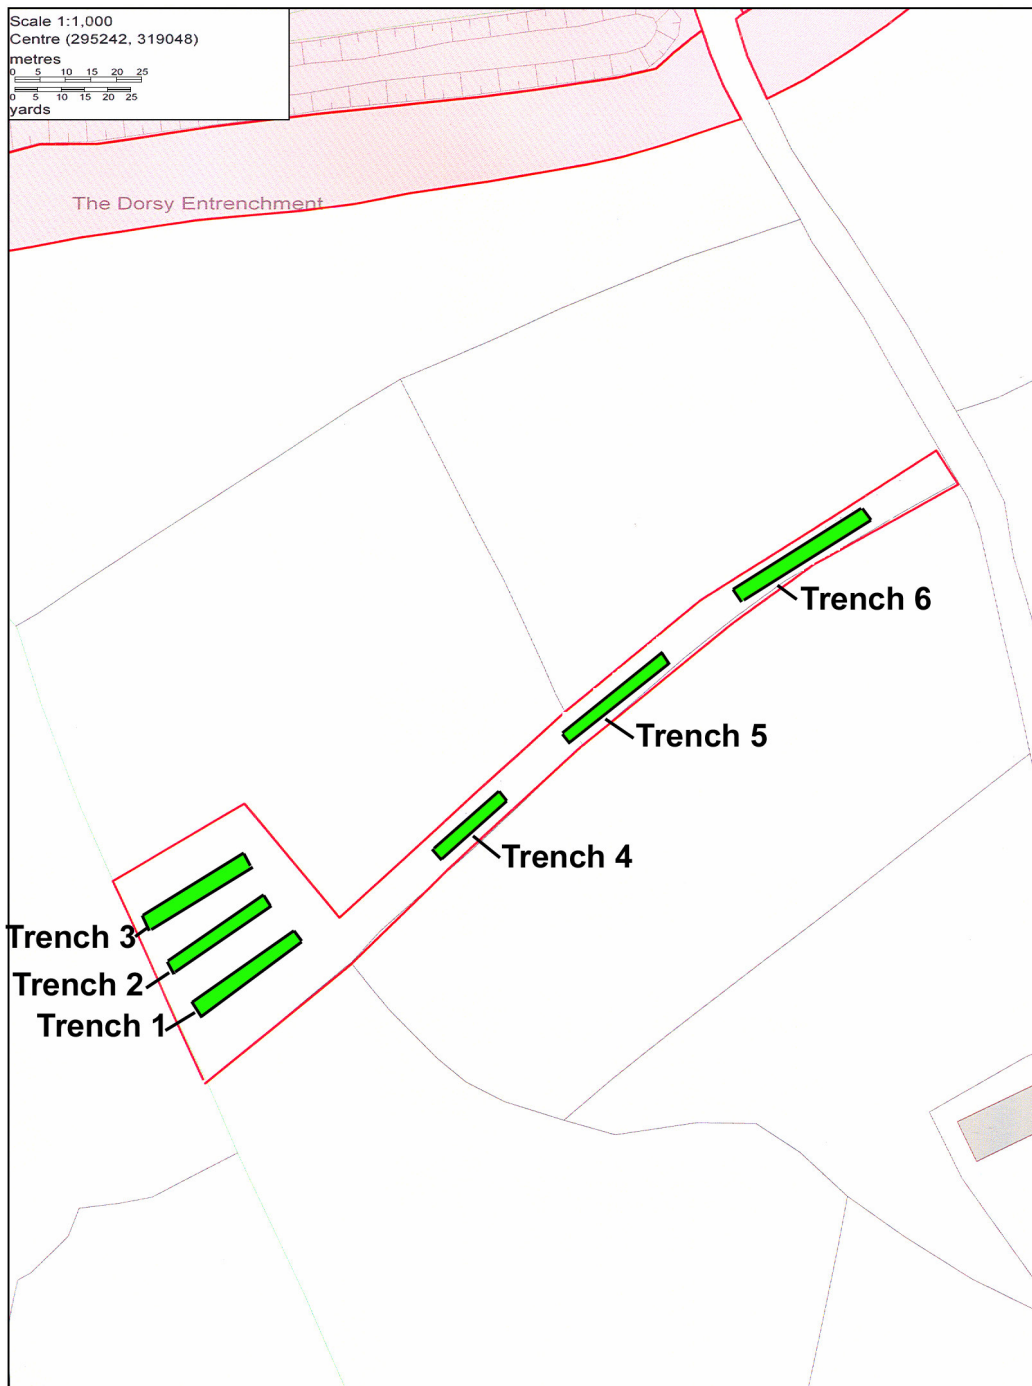 Scale 1:1,000
Centre (295242, 319048)
metres
0 5 10 15 20 25
0 5 10 15 20 25
yards
The Dorsy Entrenchment
Trench 6
Trench 5
Trench 4
Trench 3
Trench 2
Trench 1